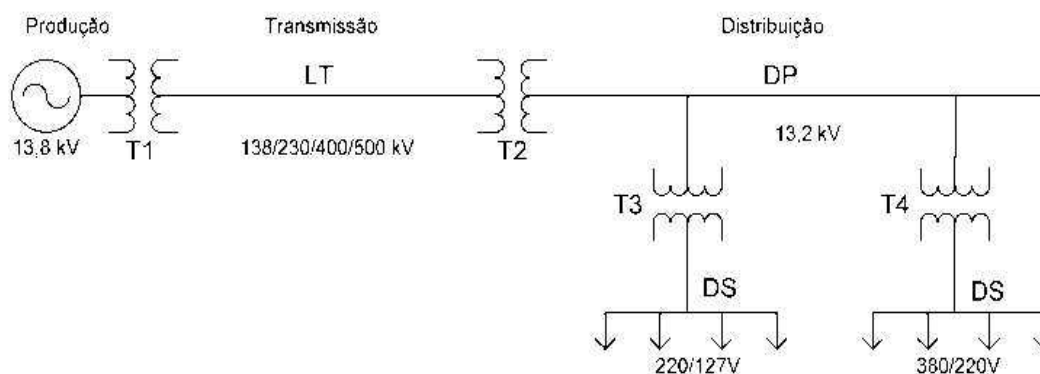 Produção
Transmissão
Distribuição
LT
DP
13,8 kV
T1
138/230/400/500 kV
T2
13,2 kV
T3
T4
DS
DS
220/127V
380/220V